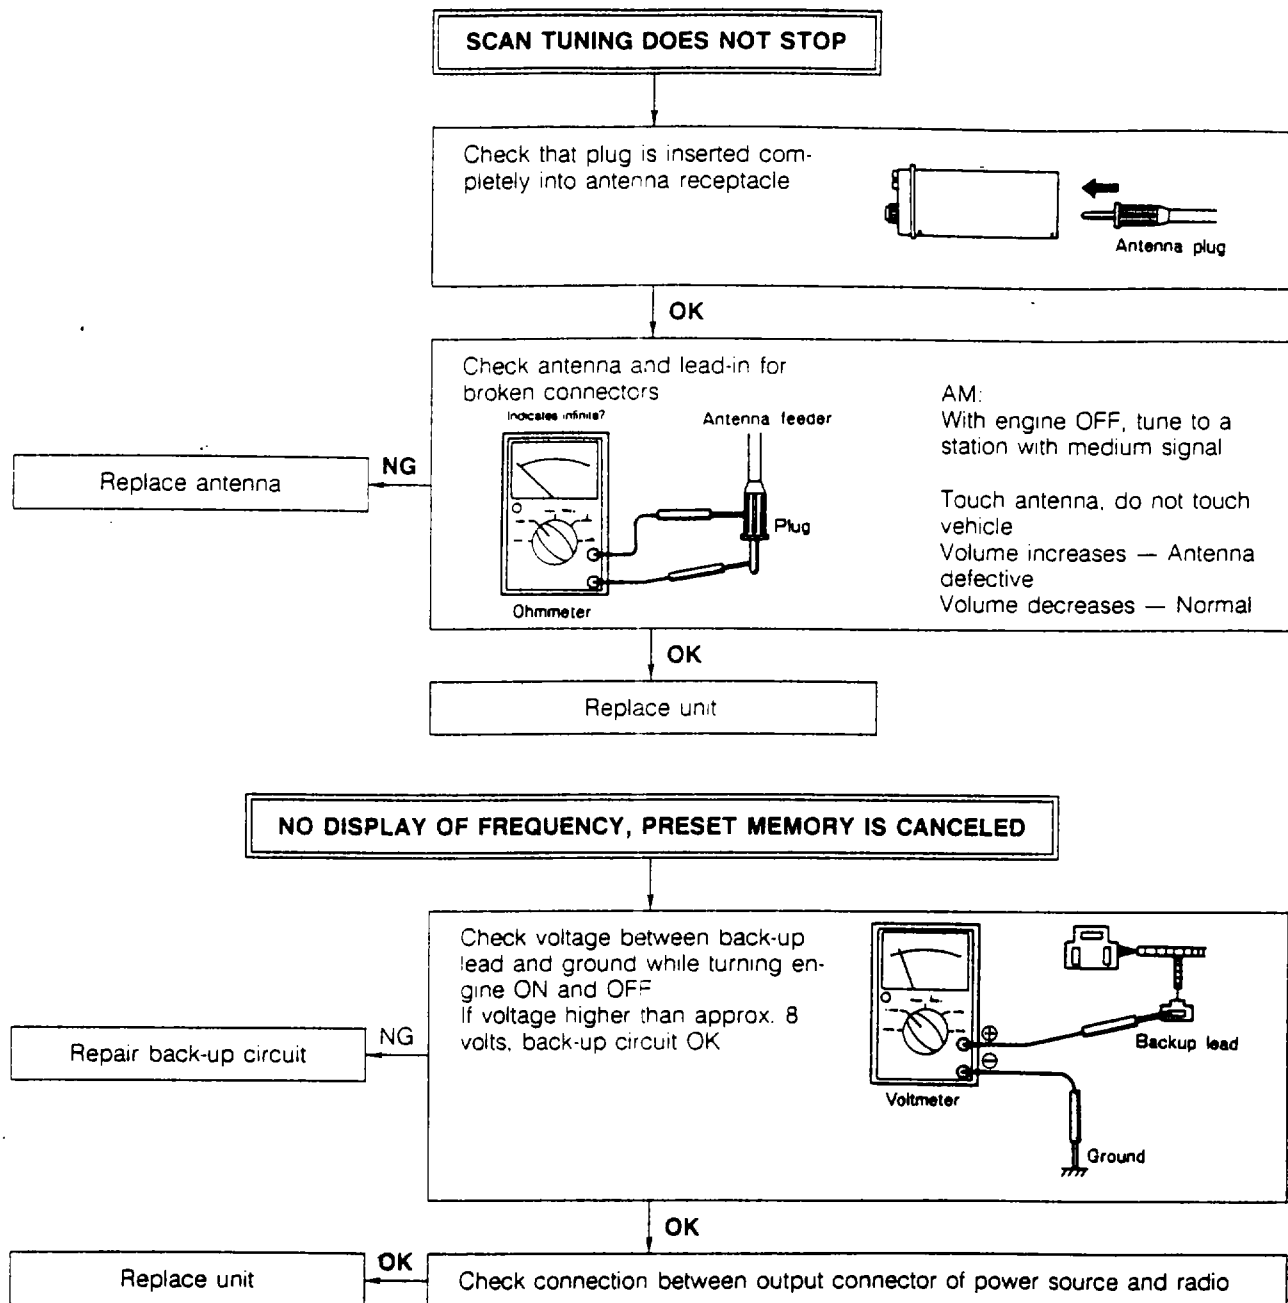 SCAN TUNING DOES NOT STOP
Check that plug is inserted com-
pletely into antenna receptacle
Antenna plug
OK
Check antenna and lead-in for
broken connectors
Indicates infinite?
Antenna feeder
Plug
Ohmmeter
AM:
With engine OFF, tune to a
station with medium signal
Touch antenna, do not touch
vehicle
Volume increases — Antenna
defective
Volume decreases — Normal
NG
Replace antenna
OK
Replace unit
NO DISPLAY OF FREQUENCY, PRESET MEMORY IS CANCELED
Check voltage between back-up
lead and ground while turning en-
gine ON and OFF
If voltage higher than approx. 8
volts, back-up circuit OK
⊕
⊖
Backup lead
Voltmeter
Ground
NG
Repair back-up circuit
OK
Check connection between output connector of power source and radio
OK
Replace unit